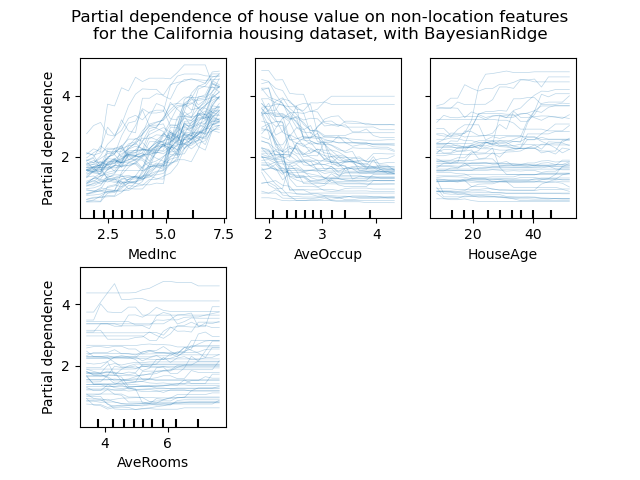 Partial dependence of house value on non-location features
for the California housing dataset, with BayesianRidge
Partial dependence
4
2
2.5 5.0 7.5
MedInc
2 3 4
AveOccup
20 40
HouseAge
Partial dependence
4
2
4 6
AveRooms